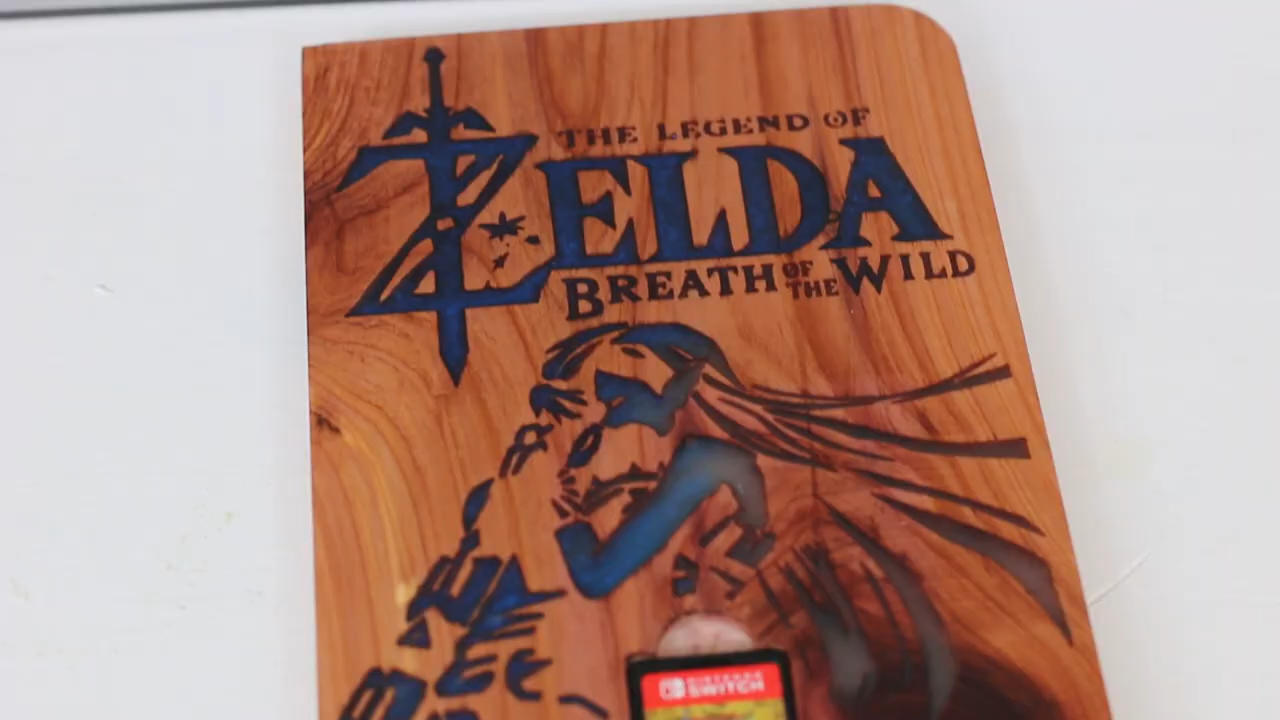 THE LEGEND OF
ZELDA
BREATH OF THE WILD
NINTENDO
SWITCH